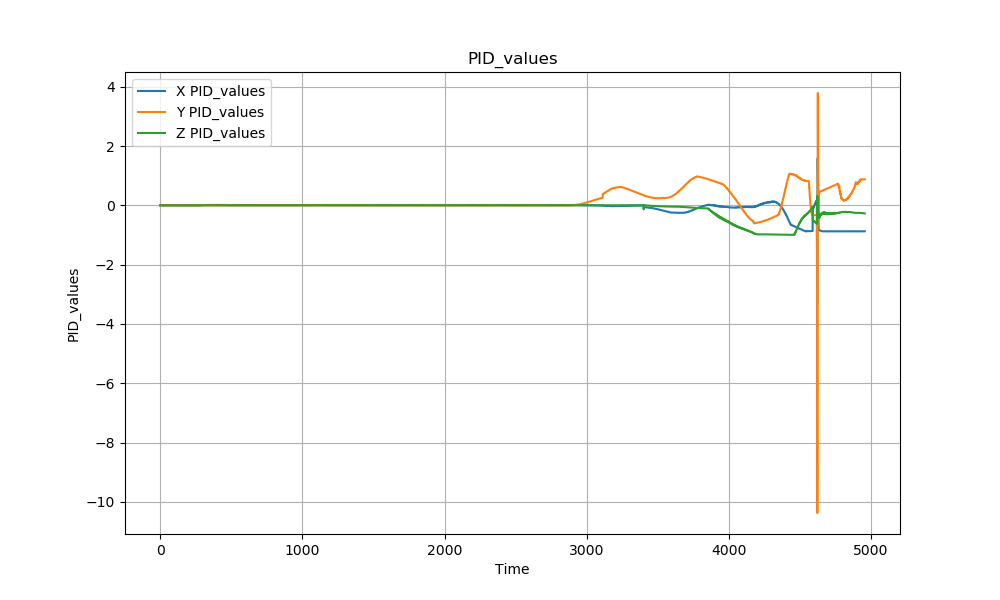 PID_values
X PID_values
Y PID_values
Z PID_values
4
2
0
−2
−4
−6
−8
−10
PID_values
0 1000 2000 3000 4000 5000
Time